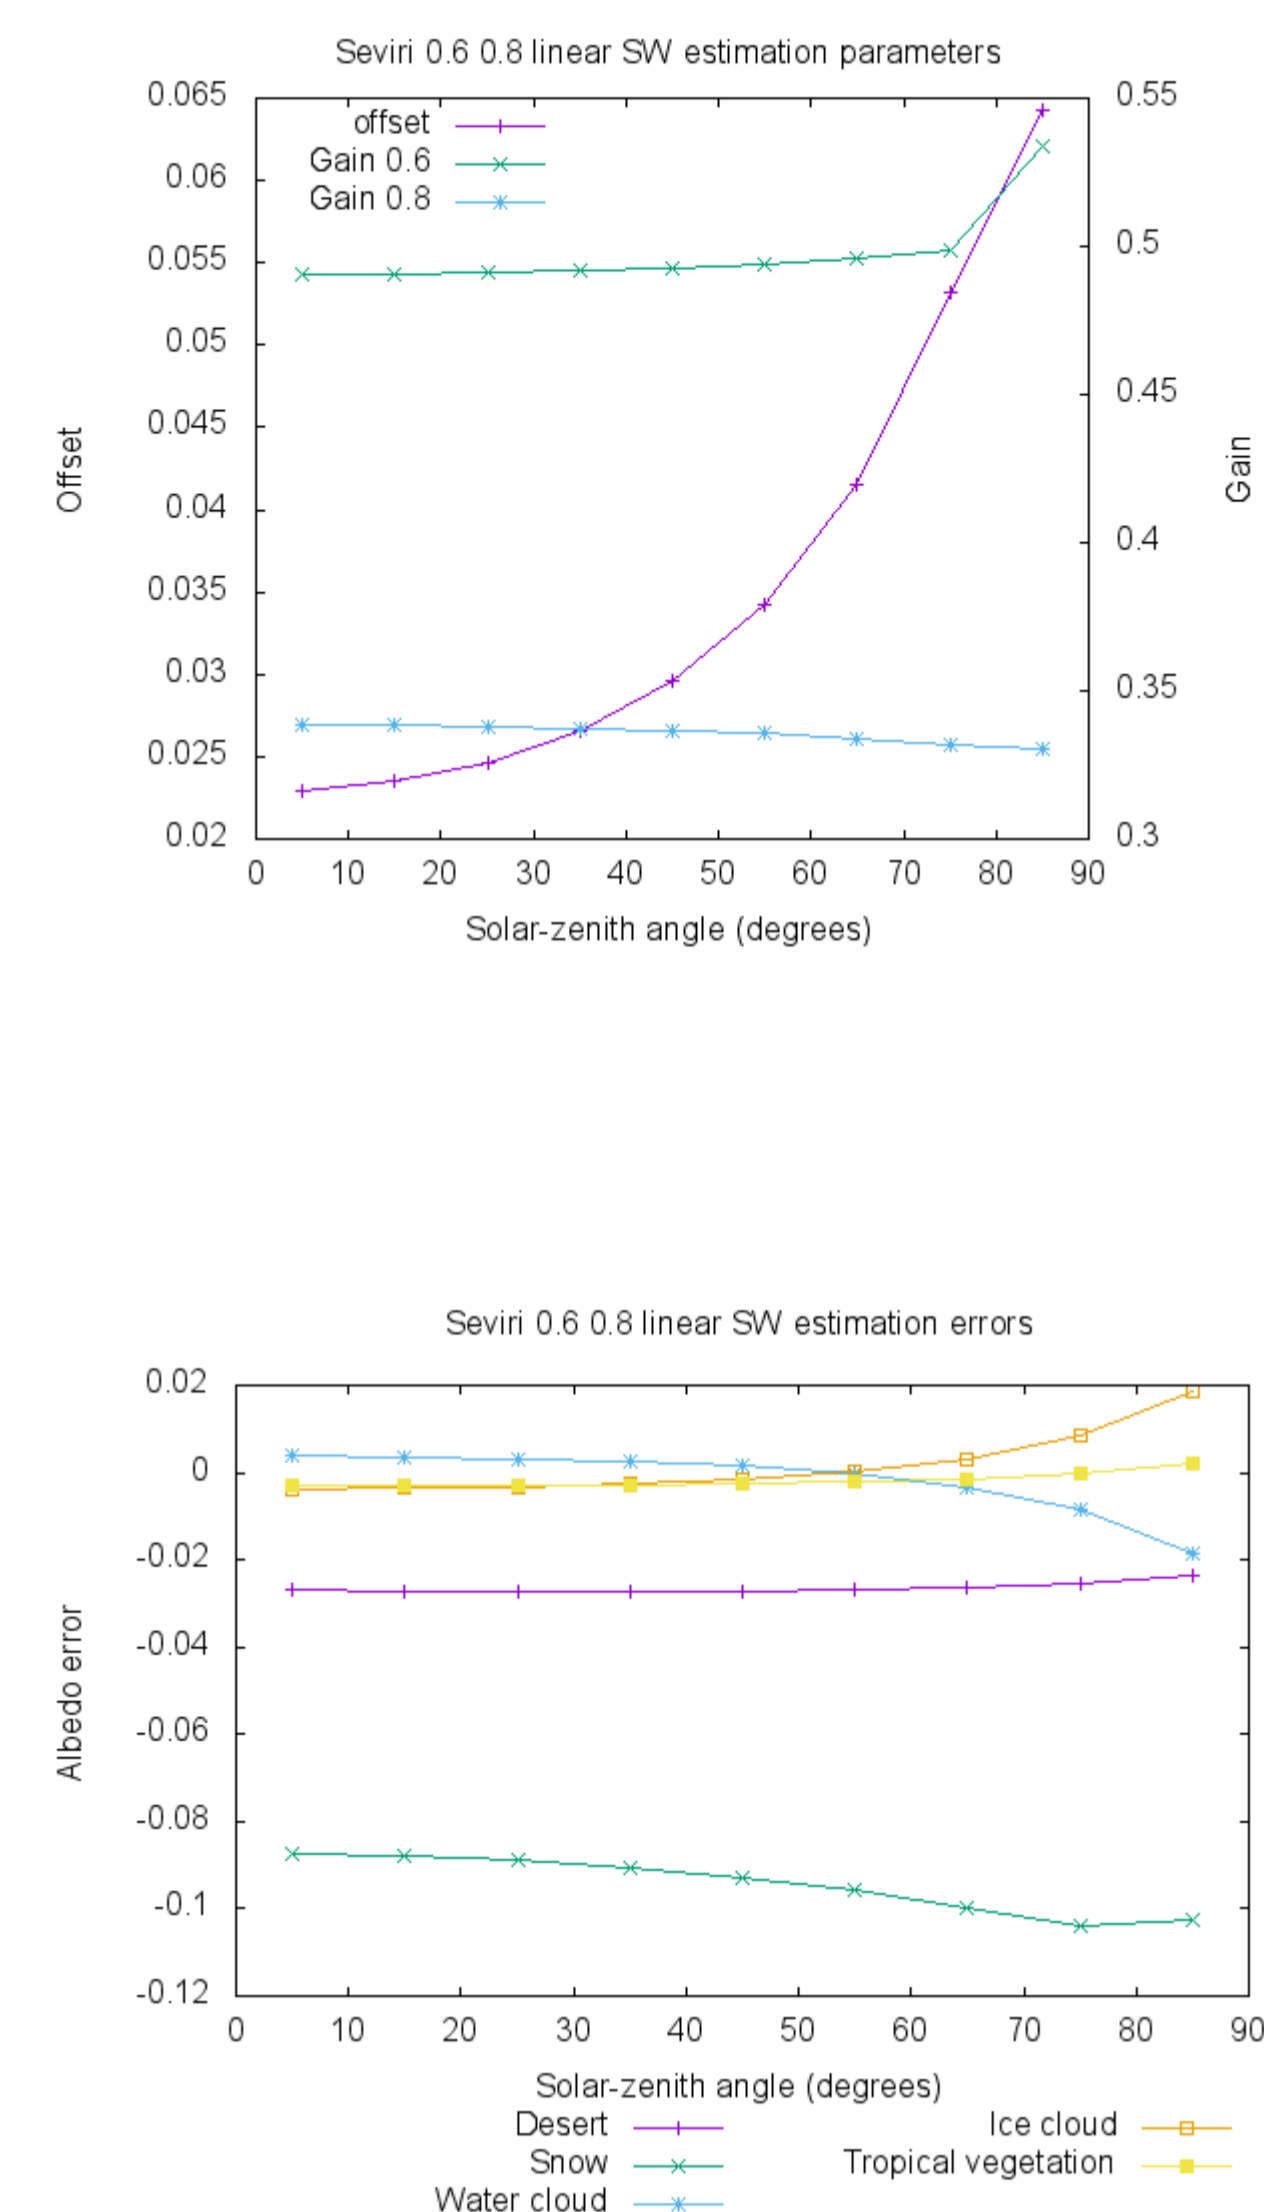 Seviri 0.6 0.8 linear SW estimation parameters
0.065
0.06
0.055
0.05
0.045
0.04
0.035
0.03
0.025
0.02
0.55
0.5
0.45
0.4
0.35
0.3
offset
Gain 0.6
Gain 0.8
Offset
Gain
0 10 20 30 40 50 60 70 80 90
Solar-zenith angle (degrees)
Seviri 0.6 0.8 linear SW estimation errors
0.02
0
-0.02
-0.04
-0.06
-0.08
-0.1
-0.12
Albedo error
0 10 20 30 40 50 60 70 80 90
Solar-zenith angle (degrees)
Desert
Snow
Water cloud
Ice cloud
Tropical vegetation